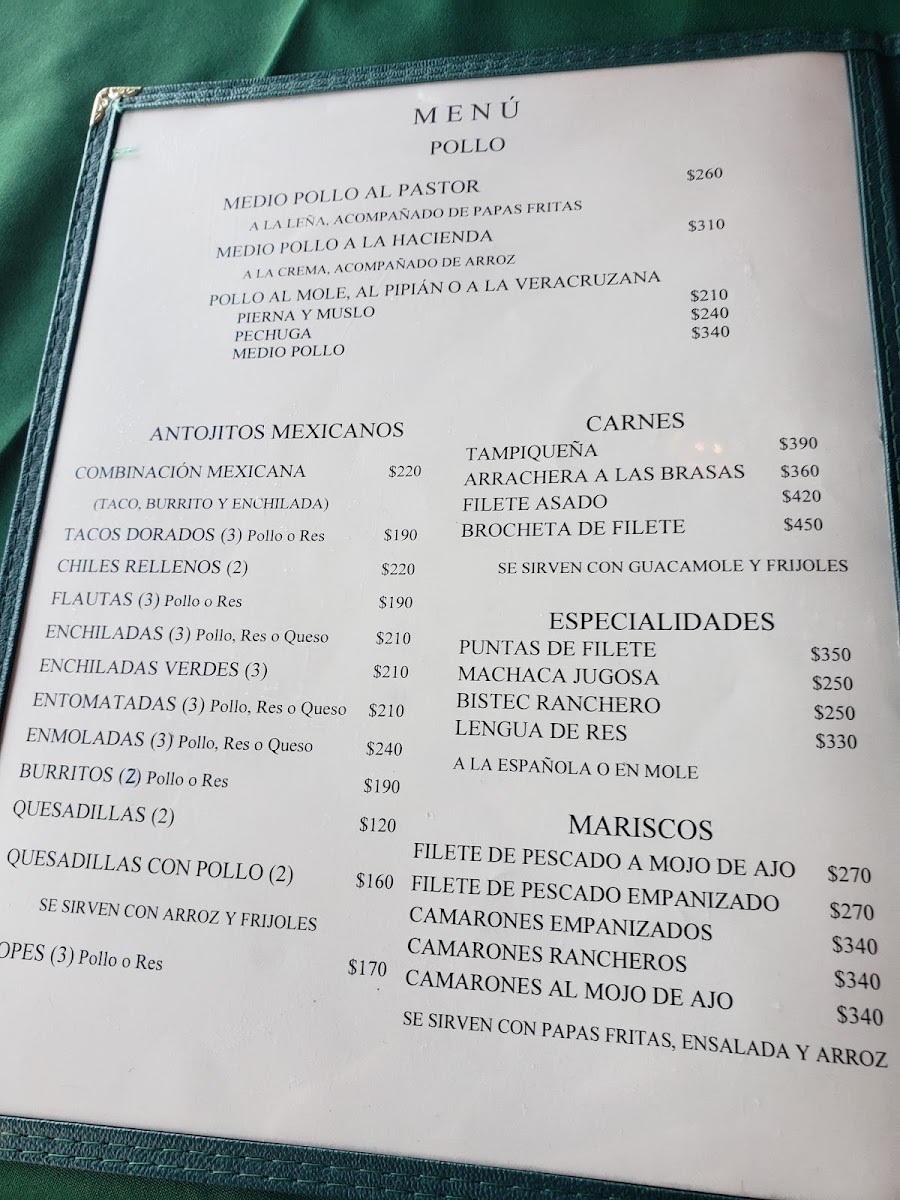 MENÚ
POLLO
MEDIO POLLO AL PASTOR $260
A LA LEÑA, ACOMPAÑADO DE PAPAS FRITAS
MEDIO POLLO A LA HACIENDA $310
A LA CREMA, ACOMPAÑADO DE ARROZ
POLLO AL MOLE, AL PIPIÁN O A LA VERACRUZANA
PIERNA Y MUSLO $210
PECHUGA $240
MEDIO POLLO $340
ANTOJITOS MEXICANOS
COMBINACIÓN MEXICANA $220
(TACO, BURRITO Y ENCHILADA)
TACOS DORADOS (3) Pollo o Res $190
CHILES RELLENOS (2) $220
FLAUTAS (3) Pollo o Res $190
ENCHILADAS (3) Pollo, Res o Queso $210
ENCHILADAS VERDES (3) $210
ENTOMATADAS (3) Pollo, Res o Queso $210
ENMOLADAS (3) Pollo, Res o Queso $240
BURRITOS (2) Pollo o Res $190
QUESADILLAS (2) $120
QUESADILLAS CON POLLO (2) $160
SE SIRVEN CON ARROZ Y FRIJOLES
OPES (3) Pollo o Res $170
CARNES
TAMPIQUEÑA $390
ARRACHERA A LAS BRASAS $360
FILETE ASADO $420
BROCHETA DE FILETE $450
SE SIRVEN CON GUACAMOLE Y FRIJOLES
ESPECIALIDADES
PUNTAS DE FILETE $350
MACHACA JUGOSA $250
BISTEC RANCHERO $250
LENGUA DE RES $330
A LA ESPAÑOLA O EN MOLE
MARISCOS
FILETE DE PESCADO A MOJO DE AJO $270
FILETE DE PESCADO EMPANIZADO $270
CAMARONES EMPANIZADOS $340
CAMARONES RANCHEROS $340
CAMARONES AL MOJO DE AJO $340
SE SIRVEN CON PAPAS FRITAS, ENSALADA Y ARROZ